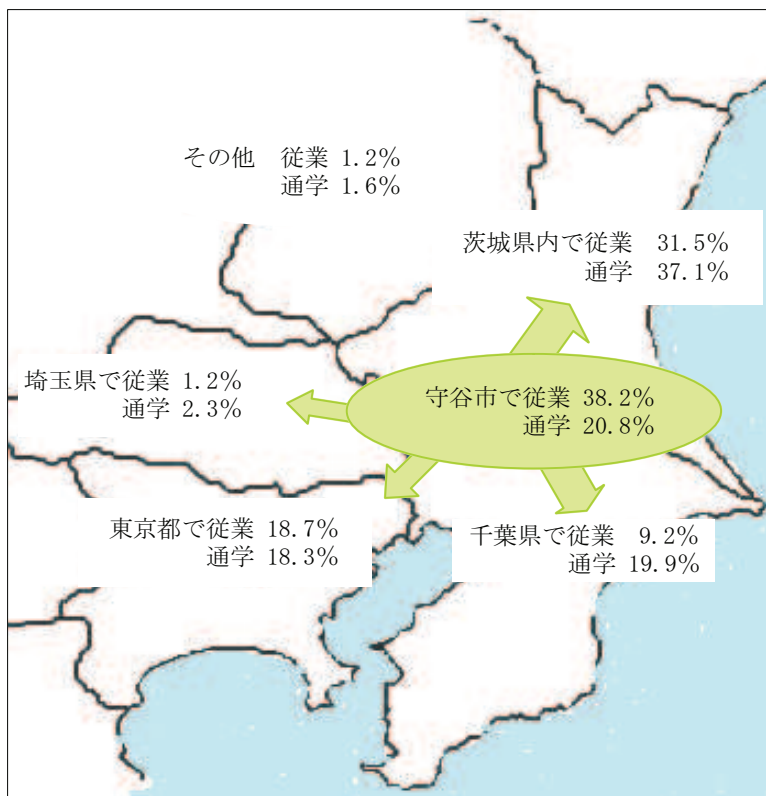 その他 従業 1.2%
通学 1.6%
茨城県内で従業 31.5%
通学 37.1%
埼玉県で従業 1.2%
通学 2.3%
守谷市で従業 38.2%
通学 20.8%
東京都で従業 18.7%
通学 18.3%
千葉県で従業 9.2%
通学 19.9%